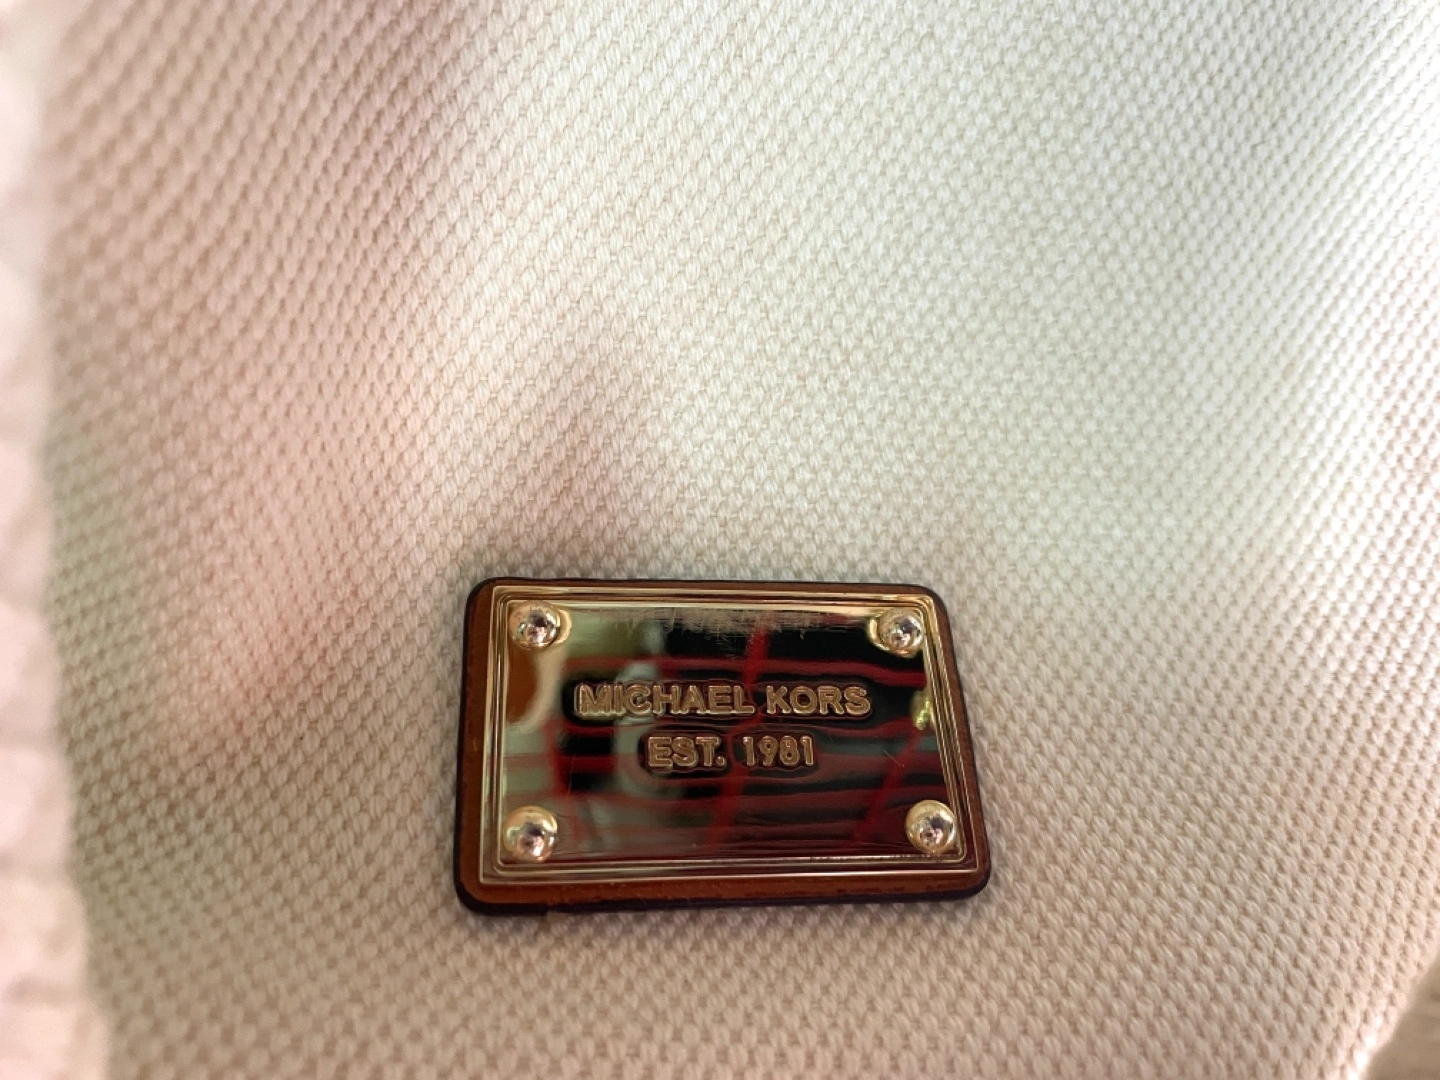 MICHAEL KORS
EST. 1981